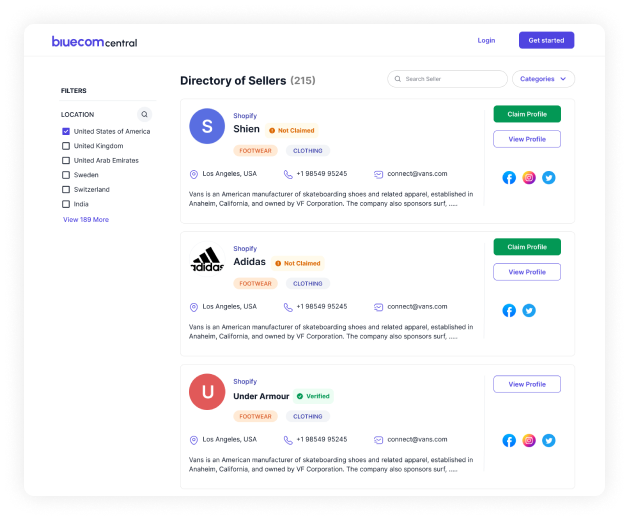 bluecom central
Login
Get started
FILTERS
LOCATION
United States of America
United Kingdom
United Arab Emirates
Sweden
Switzerland
India
View 189 More
Directory of Sellers (215)
Search Seller
Categories
S
Shopify
Shien
Not Claimed
FOOTWEAR
CLOTHING
Los Angeles, USA
+1 98549 95245
connect@vans.com
Vans is an American manufacturer of skateboarding shoes and related apparel, established in
Anaheim, California, and owned by VF Corporation. The company also sponsors surf, .....
Claim Profile
View Profile
adidas
Shopify
Adidas
Not Claimed
FOOTWEAR
CLOTHING
Los Angeles, USA
+1 98549 95245
connect@vans.com
Vans is an American manufacturer of skateboarding shoes and related apparel, established in
Anaheim, California, and owned by VF Corporation. The company also sponsors surf, .....
Claim Profile
View Profile
U
Shopify
Under Armour
Verified
FOOTWEAR
CLOTHING
Los Angeles, USA
+1 98549 95245
connect@vans.com
Vans is an American manufacturer of skateboarding shoes and related apparel, established in
Anaheim, California, and owned by VF Corporation. The company also sponsors surf, .....
View Profile